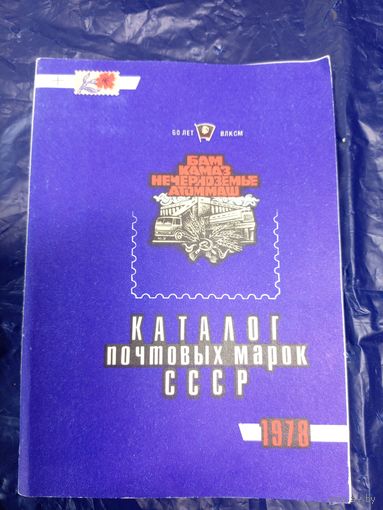 60 ЛЕТ ВЛКСМ
БАМ
КАМАЗ
НЕЧЕРНОЗЕМЬЕ
АТОММАШ
КАТАЛОГ
почтовых марок
СССР
1978